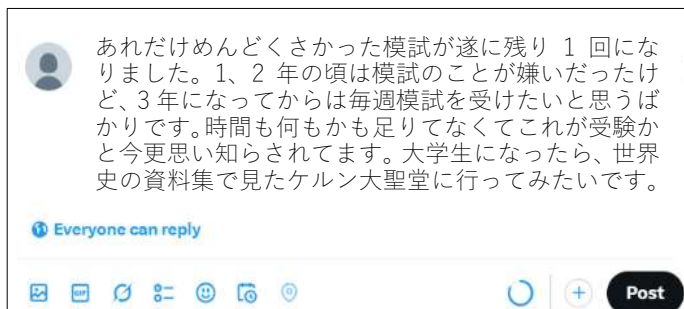 あれだけめんどくさかった模試が遂に残り 1 回にな
りました。1、2 年の頃は模試のことが嫌いだったけ
ど、3 年になってからは毎週模試を受けたいと思うば
かりです。時間も何もかも足りてなくてこれが受験か
と今更思い知らされてます。大学生になったら、世界
史の資料集で見たケルン大聖堂に行ってみたいです。
Everyone can reply
GIF
Post